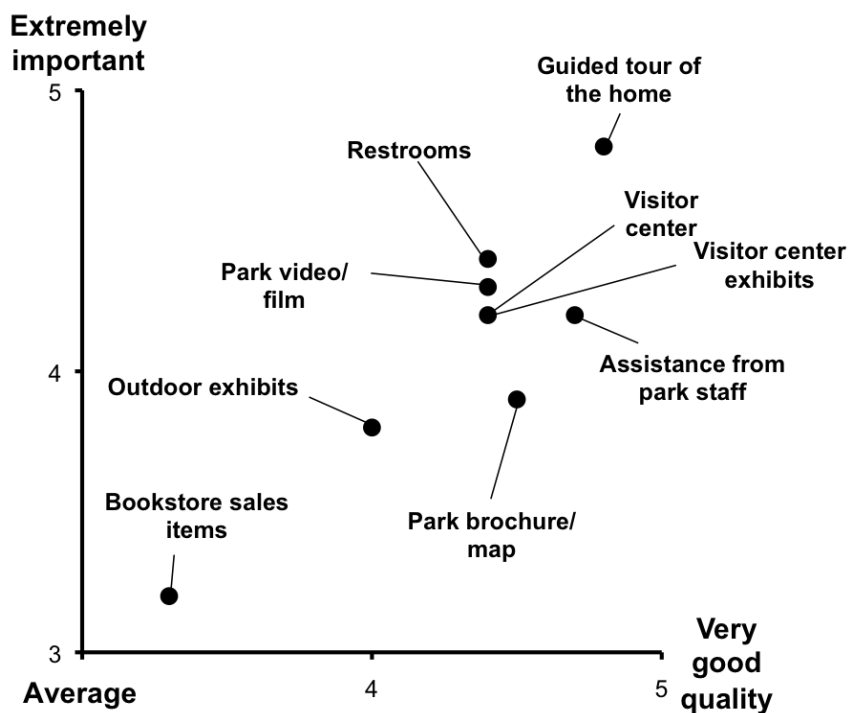 Extremely
important
5
Guided tour of
the home
Restrooms
Visitor
center
Visitor center
exhibits
Park video/
film
4
Assistance from
park staff
Outdoor exhibits
Bookstore sales
items
Park brochure/
map
3
Average
4
5
Very
good
quality